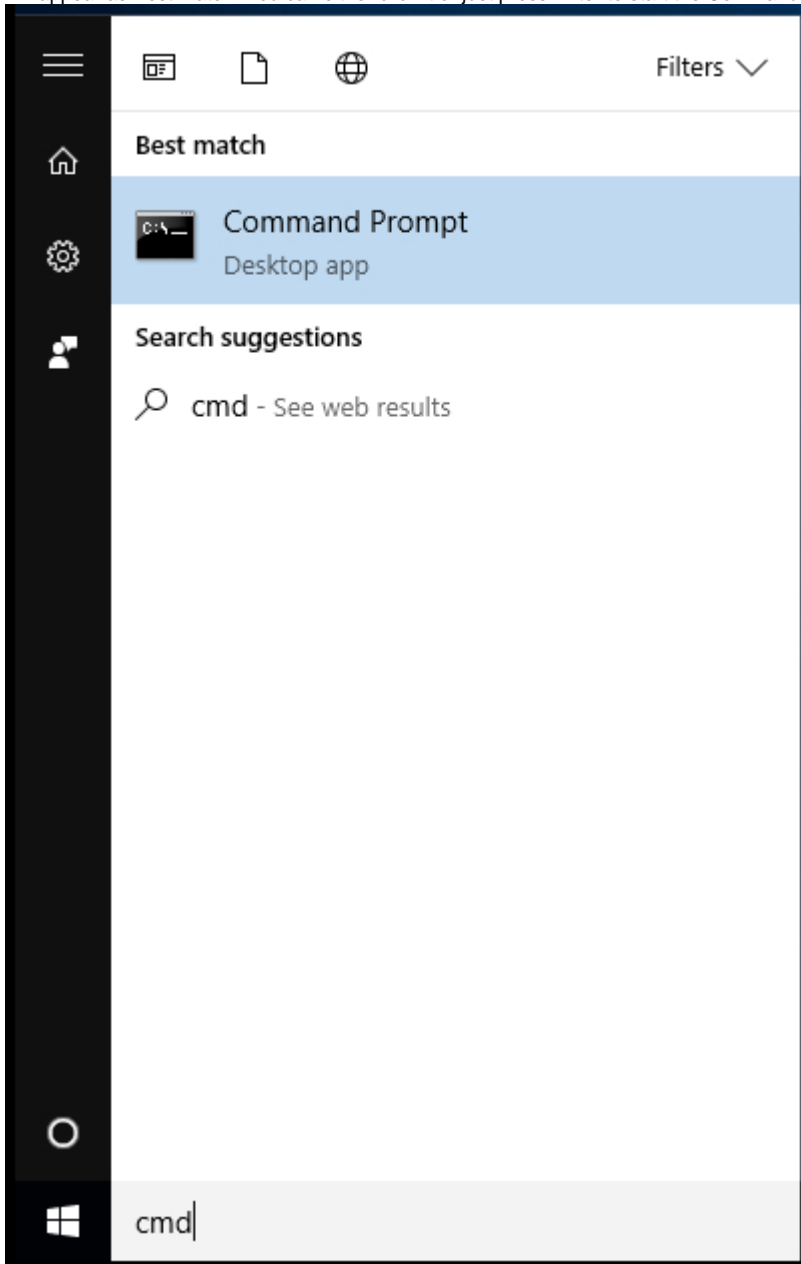 Filters
Best match
Command Prompt
Desktop app
Search suggestions
cmd - See web results
cmd